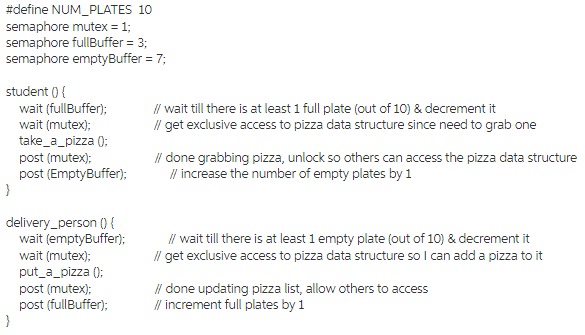 #define NUM_PLATES 10
semaphore mutex = 1;
semaphore fullBuffer = 3;
semaphore emptyBuffer = 7;
student () {
wait (fullBuffer); // wait till there is at least 1 full plate (out of 10) & decrement it
wait (mutex); // get exclusive access to pizza data structure since need to grab one
take_a_pizza ();
post (mutex); // done grabbing pizza, unlock so others can access the pizza data structure
post (EmptyBuffer); // increase the number of empty plates by 1
}
delivery_person () {
wait (emptyBuffer); // wait till there is at least 1 empty plate (out of 10) & decrement it
wait (mutex); // get exclusive access to pizza data structure so I can add a pizza to it
put_a_pizza ();
post (mutex); // done updating pizza list, allow others to access
post (fullBuffer); // increment full plates by 1
}